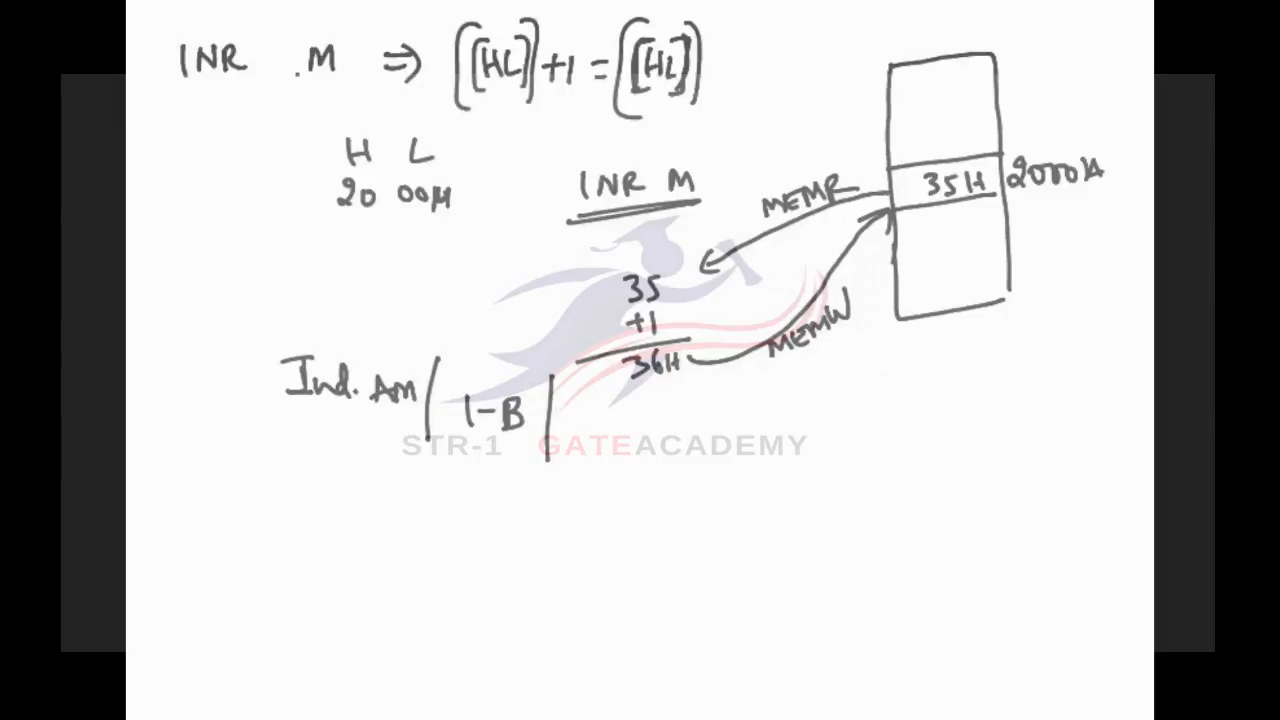 INR .M ⇒ [[HL]]+1 = [[HL]]
H L
20 00H
INR M
35H 2000H
MEMR
35
+1
36H
MEMW
Ind. AM | 1-B |
STR-1 GATEACADEMY